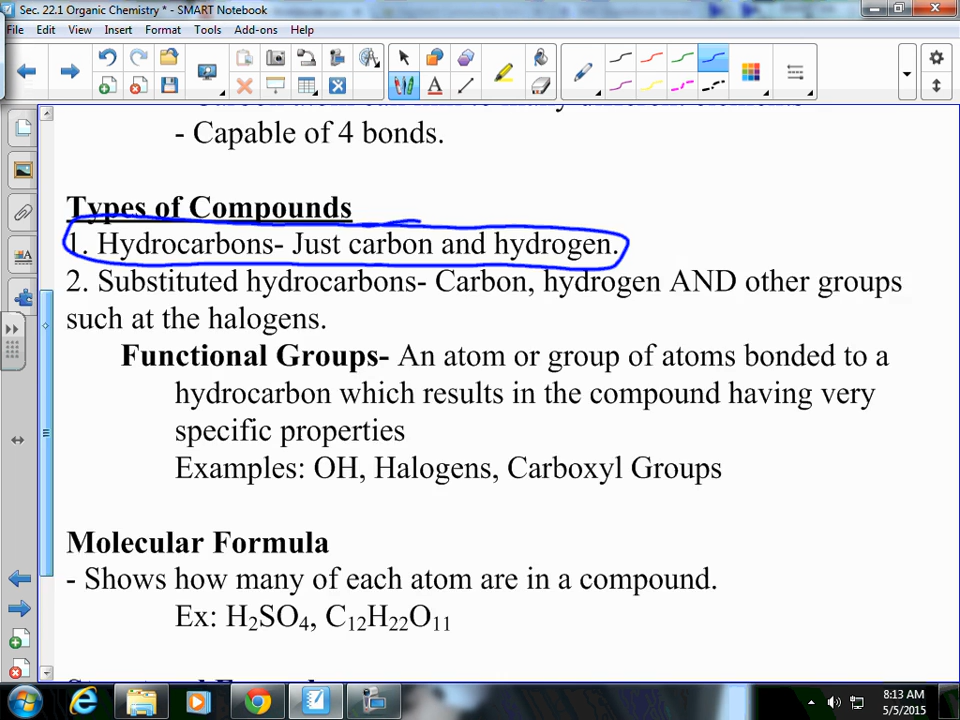 Sec. 22.1 Organic Chemistry * - SMART Notebook
File Edit View Insert Format Tools Add-ons Help
- Capable of 4 bonds.
Types of Compounds
1. Hydrocarbons- Just carbon and hydrogen.
2. Substituted hydrocarbons- Carbon, hydrogen AND other groups
such at the halogens.
Functional Groups- An atom or group of atoms bonded to a
hydrocarbon which results in the compound having very
specific properties
Examples: OH, Halogens, Carboxyl Groups
Molecular Formula
- Shows how many of each atom are in a compound.
Ex: H₂SO₄, C₁₂H₂₂O₁₁
8:13 AM
5/5/2015